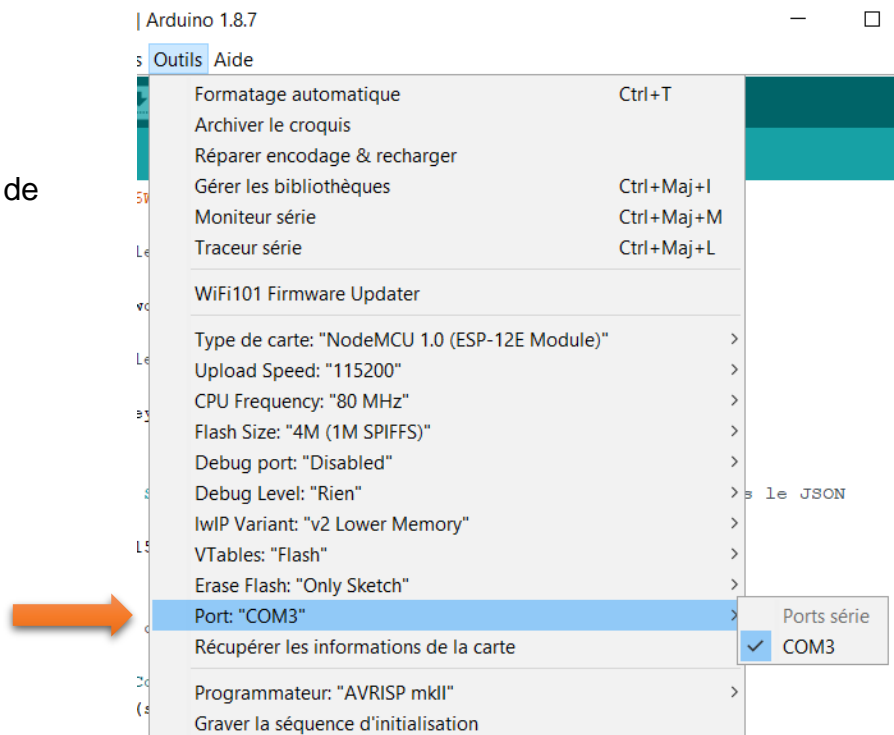 | Arduino 1.8.7
s Outils Aide
Formatage automatique Ctrl+T
Archiver le croquis
Réparer encodage & recharger
de
Gérer les bibliothèques Ctrl+Maj+I
Moniteur série Ctrl+Maj+M
Traceur série Ctrl+Maj+L
WiFi101 Firmware Updater
Type de carte: "NodeMCU 1.0 (ESP-12E Module)"
Upload Speed: "115200"
CPU Frequency: "80 MHz"
Flash Size: "4M (1M SPIFFS)"
Debug port: "Disabled"
Debug Level: "Rien" s le JSON
lwIP Variant: "v2 Lower Memory"
VTables: "Flash"
Erase Flash: "Only Sketch"
Port: "COM3" Ports série
Récupérer les informations de la carte COM3
Programmateur: "AVRISP mkII"
Graver la séquence d'initialisation